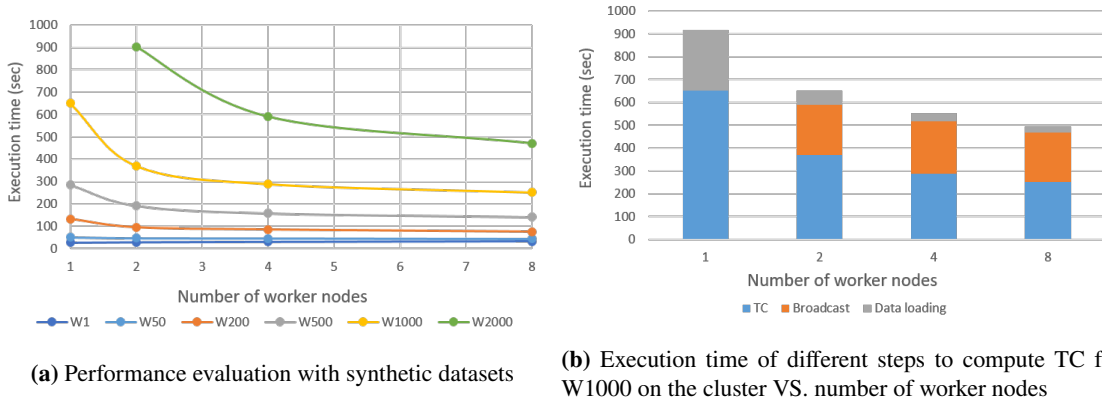 1000
900
800
700
600
500
400
300
200
100
0
Execution time (sec)
1 2 3 4 5 6 7 8
Number of worker nodes
W1 W50 W200 W500 W1000 W2000
(a) Performance evaluation with synthetic datasets
1000
900
800
700
600
500
400
300
200
100
0
Execution time (sec)
1 2 4 8
Number of worker nodes
TC Broadcast Data loading
(b) Execution time of different steps to compute TC f
W1000 on the cluster VS. number of worker nodes